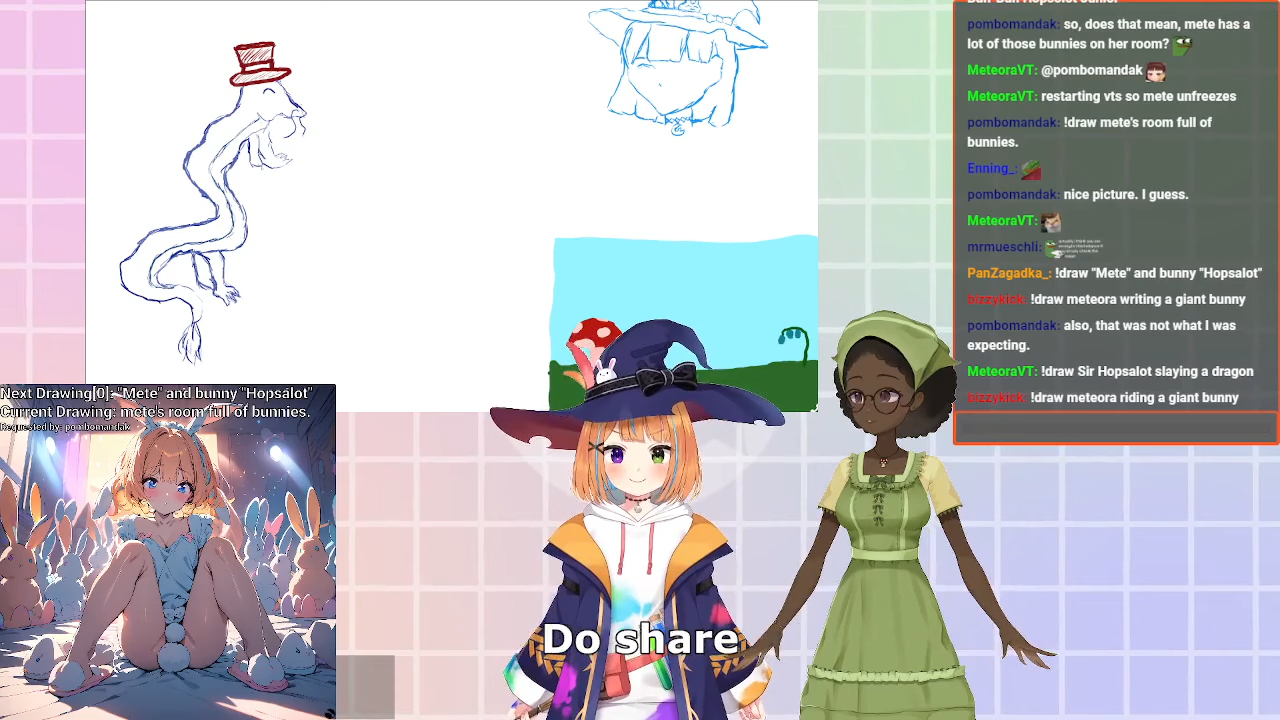 pombomandak: so, does that mean, mete has a
lot of those bunnies on her room?
MeteoraVT: @pombomandak
MeteoraVT: restarting vts so mete unfreezes
pombomandak: !draw mete's room full of
bunnies.
Enning_:
pombomandak: nice picture. I guess.
MeteoraVT:
mrmueschli:
PanZagadka_: !draw "Mete" and bunny "Hopsalot"
bizzykick: !draw meteora writing a giant bunny
pombomandak: also, that was not what I was
expecting.
MeteoraVT: !draw Sir Hopsalot slaying a dragon
bizzykick: !draw meteora riding a giant bunny
Next Drawing[0]: "Mete" and bunny "Hopsalot"
Current Drawing: mete's room full of bunnies.
Requested by: pombomandak
Do share